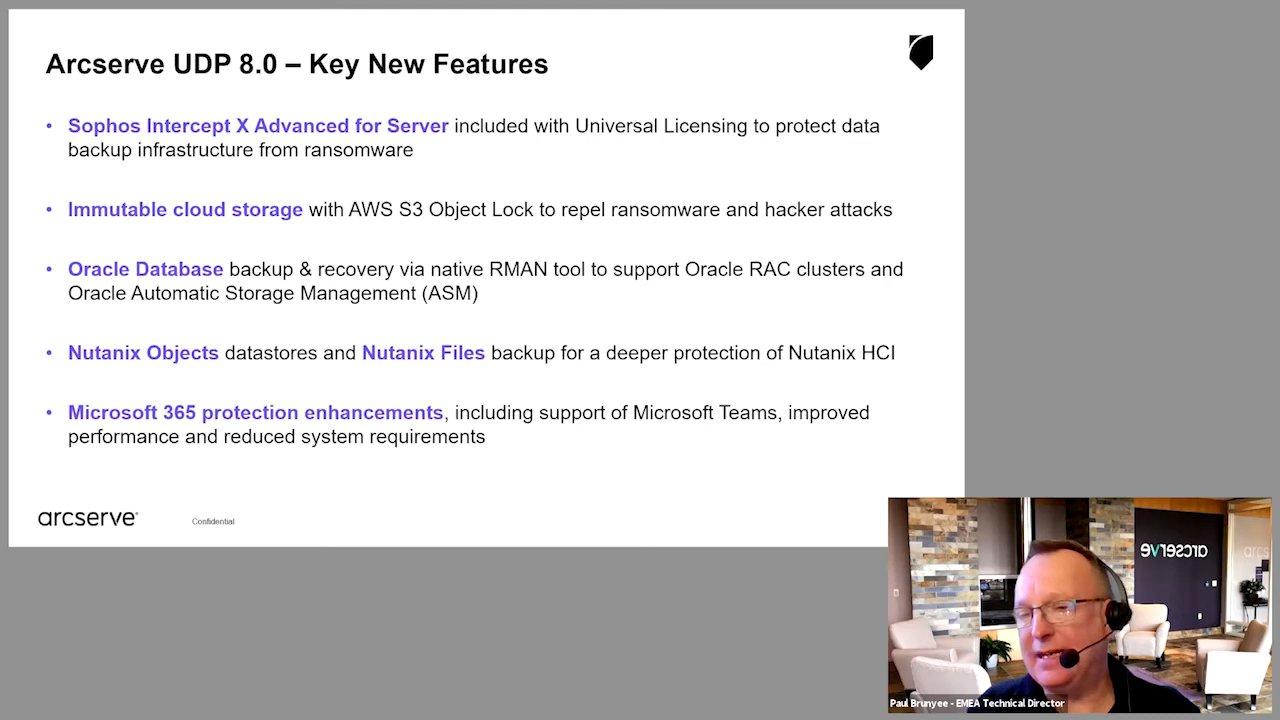 Arcserve UDP 8.0 – Key New Features
• Sophos Intercept X Advanced for Server included with Universal Licensing to protect data
backup infrastructure from ransomware
• Immutable cloud storage with AWS S3 Object Lock to repel ransomware and hacker attacks
• Oracle Database backup & recovery via native RMAN tool to support Oracle RAC clusters and
Oracle Automatic Storage Management (ASM)
• Nutanix Objects datastores and Nutanix Files backup for a deeper protection of Nutanix HCI
• Microsoft 365 protection enhancements, including support of Microsoft Teams, improved
performance and reduced system requirements
arcserve®
Confidential
arcserve
arcs
Paul Brunyee - EMEA Technical Director